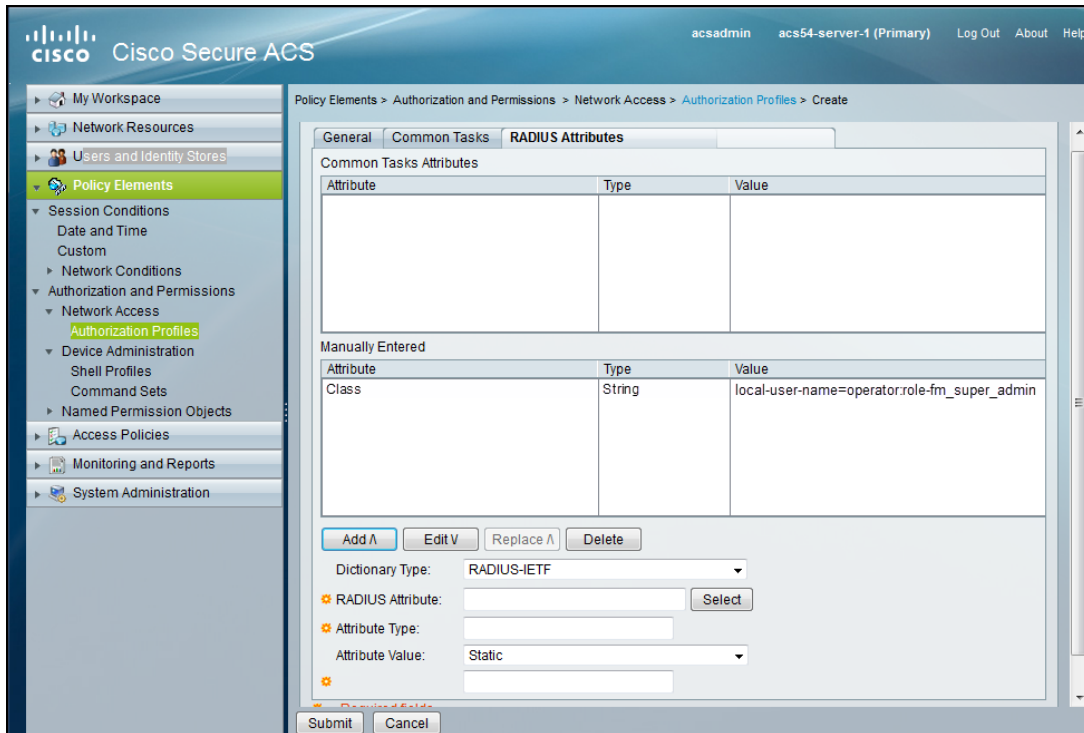 CISCO Cisco Secure ACS
acsadmin acs54-server-1 (Primary) Log Out About Help
My Workspace
Network Resources
Users and Identity Stores
Policy Elements
Session Conditions
Date and Time
Custom
Network Conditions
Authorization and Permissions
Network Access
Authorization Profiles
Device Administration
Shell Profiles
Command Sets
Named Permission Objects
Access Policies
Monitoring and Reports
System Administration
Policy Elements > Authorization and Permissions > Network Access > Authorization Profiles > Create
General Common Tasks RADIUS Attributes
Common Tasks Attributes
Attribute Type Value
Manually Entered
Attribute Type Value
Class String local-user-name=operator:role-fm_super_admin
Add /\ Edit \/ Replace /\ Delete
Dictionary Type: RADIUS-IETF
RADIUS Attribute: Select
Attribute Type:
Attribute Value: Static
Required fields
Submit Cancel